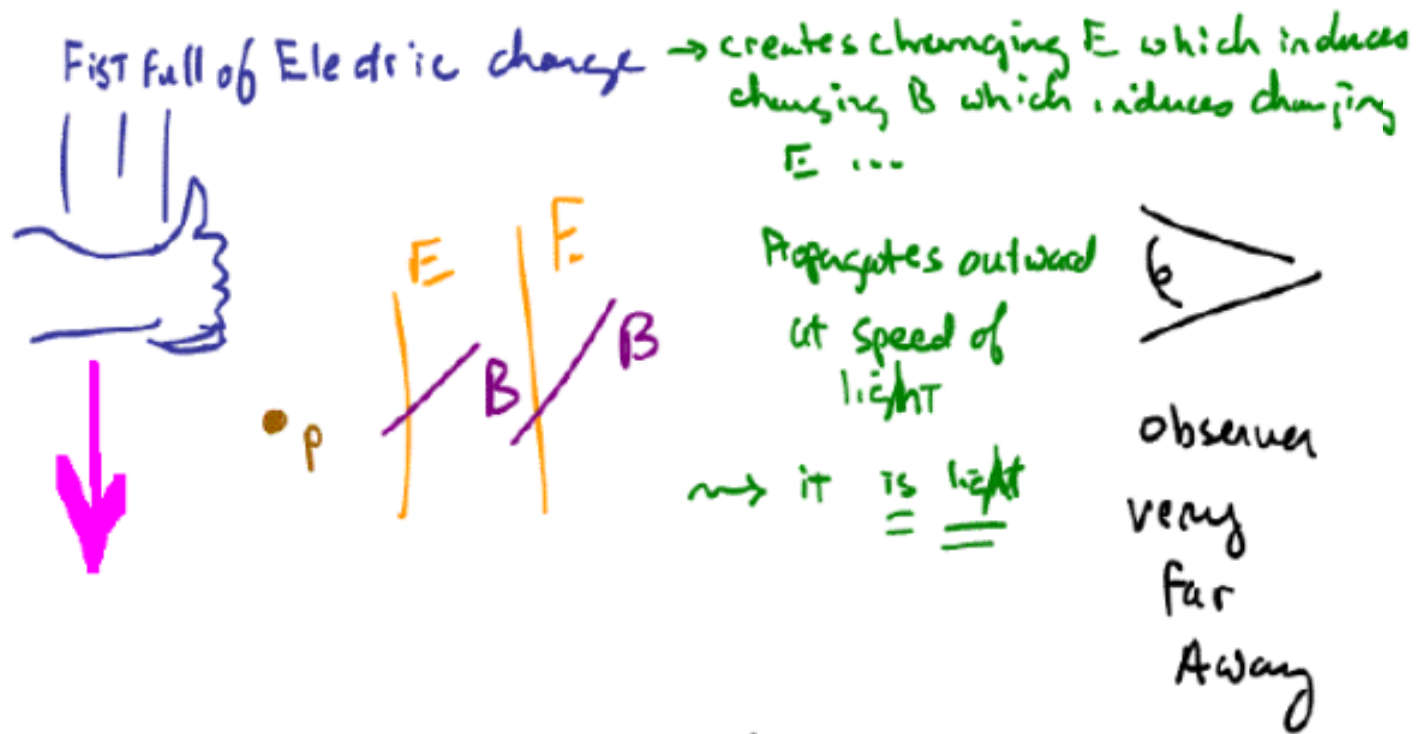 Fist full of Electric charge → creates changing E which induces
changing B which induces changing
E ...
E
E
B
B
p
Propagates outward
at speed of
light
→ it is light
observer
very
far
Away